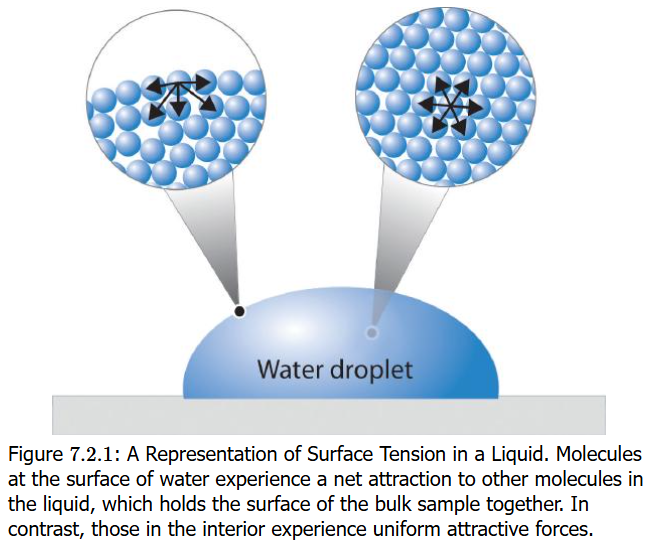 Water droplet
Figure 7.2.1: A Representation of Surface Tension in a Liquid. Molecules
at the surface of water experience a net attraction to other molecules in
the liquid, which holds the surface of the bulk sample together. In
contrast, those in the interior experience uniform attractive forces.